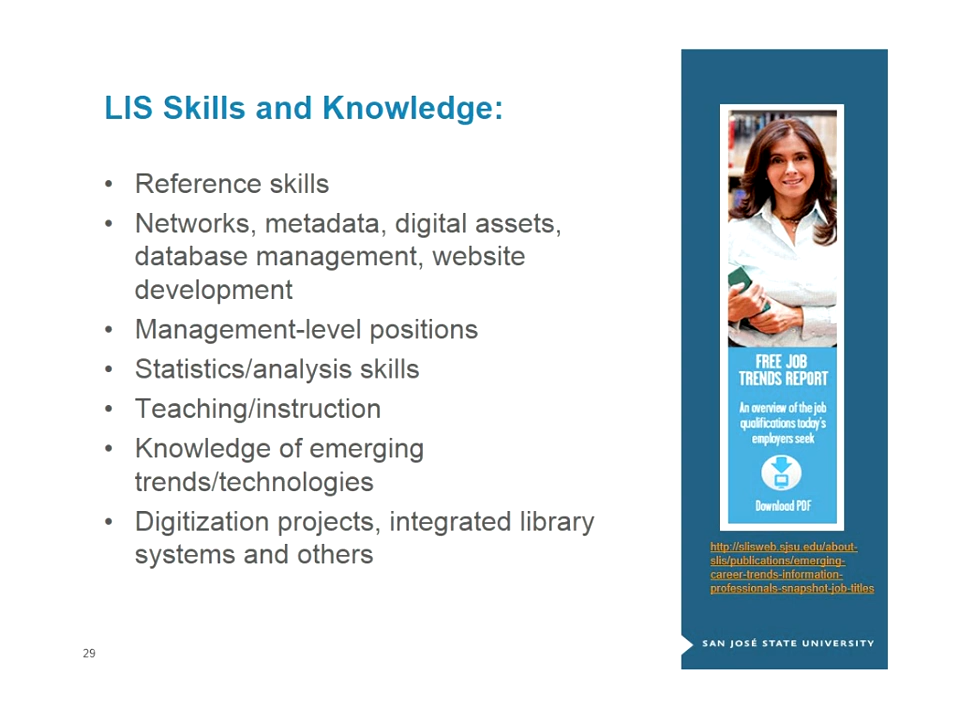 LIS Skills and Knowledge:
• Reference skills
• Networks, metadata, digital assets,
database management, website
development
• Management-level positions
• Statistics/analysis skills
• Teaching/instruction
• Knowledge of emerging
trends/technologies
• Digitization projects, integrated library
systems and others
29
FREE JOB
TRENDS REPORT
An overview of the job
qualifications today's
employers seek
Download PDF
http://slisweb.sjsu.edu/about-
slis/publications/emerging-
career-trends-information-
professionals-snapshot-job-titles
SAN JOSÉ STATE UNIVERSITY